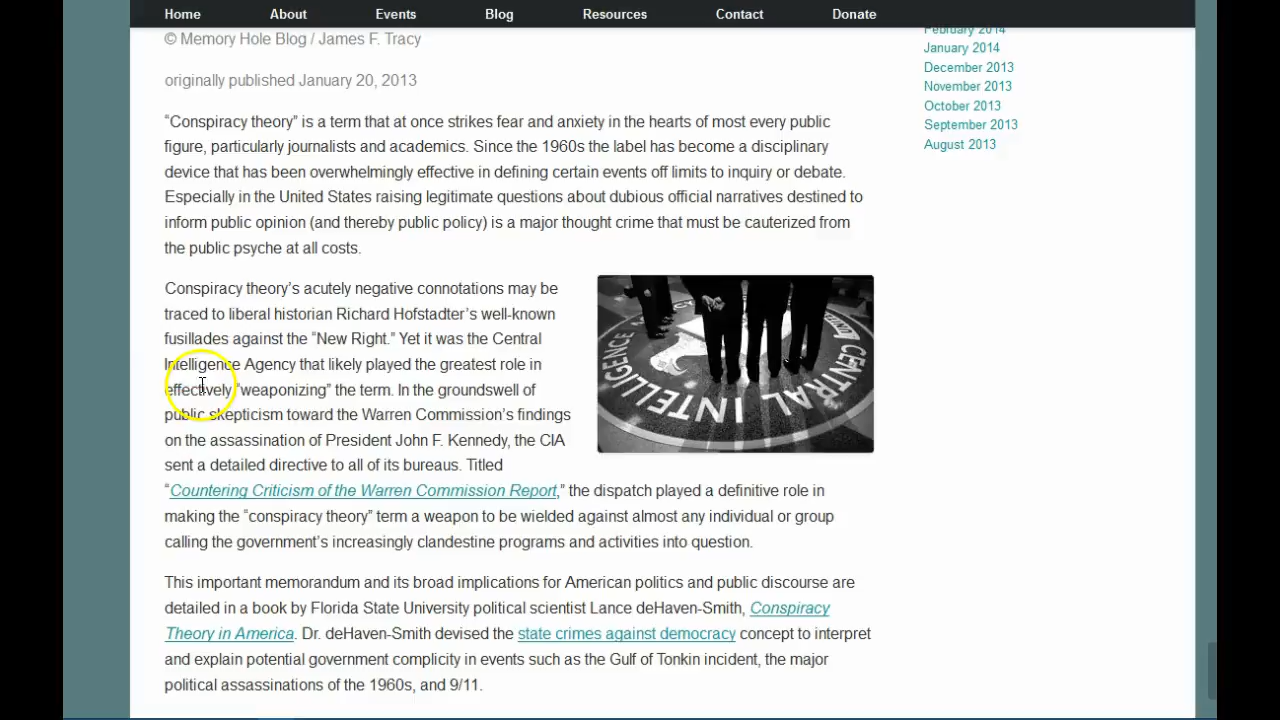 Home About Events Blog Resources Contact Donate
© Memory Hole Blog / James F. Tracy
originally published January 20, 2013
“Conspiracy theory” is a term that at once strikes fear and anxiety in the hearts of most every public
figure, particularly journalists and academics. Since the 1960s the label has become a disciplinary
device that has been overwhelmingly effective in defining certain events off limits to inquiry or debate.
Especially in the United States raising legitimate questions about dubious official narratives destined to
inform public opinion (and thereby public policy) is a major thought crime that must be cauterized from
the public psyche at all costs.
Conspiracy theory’s acutely negative connotations may be
traced to liberal historian Richard Hofstadter’s well-known
fusillades against the “New Right.” Yet it was the Central
Intelligence Agency that likely played the greatest role in
effectively “weaponizing” the term. In the groundswell of
public skepticism toward the Warren Commission’s findings
on the assassination of President John F. Kennedy, the CIA
sent a detailed directive to all of its bureaus. Titled
“Countering Criticism of the Warren Commission Report,” the dispatch played a definitive role in
making the “conspiracy theory” term a weapon to be wielded against almost any individual or group
calling the government’s increasingly clandestine programs and activities into question.
This important memorandum and its broad implications for American politics and public discourse are
detailed in a book by Florida State University political scientist Lance deHaven-Smith, Conspiracy
Theory in America. Dr. deHaven-Smith devised the state crimes against democracy concept to interpret
and explain potential government complicity in events such as the Gulf of Tonkin incident, the major
political assassinations of the 1960s, and 9/11.
CENTRAL INTELLIGENCE
February 2014
January 2014
December 2013
November 2013
October 2013
September 2013
August 2013